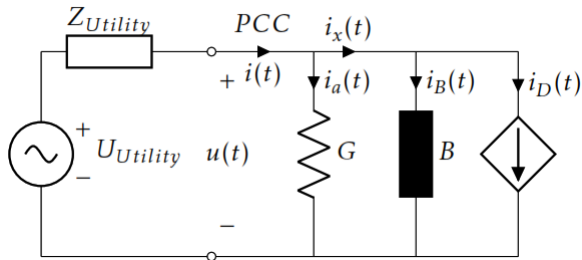 Z_Utility
PCC
i_x(t)
+
i(t)
i_a(t)
i_B(t)
i_D(t)
+
−
U_Utility
u(t)
G
B
−